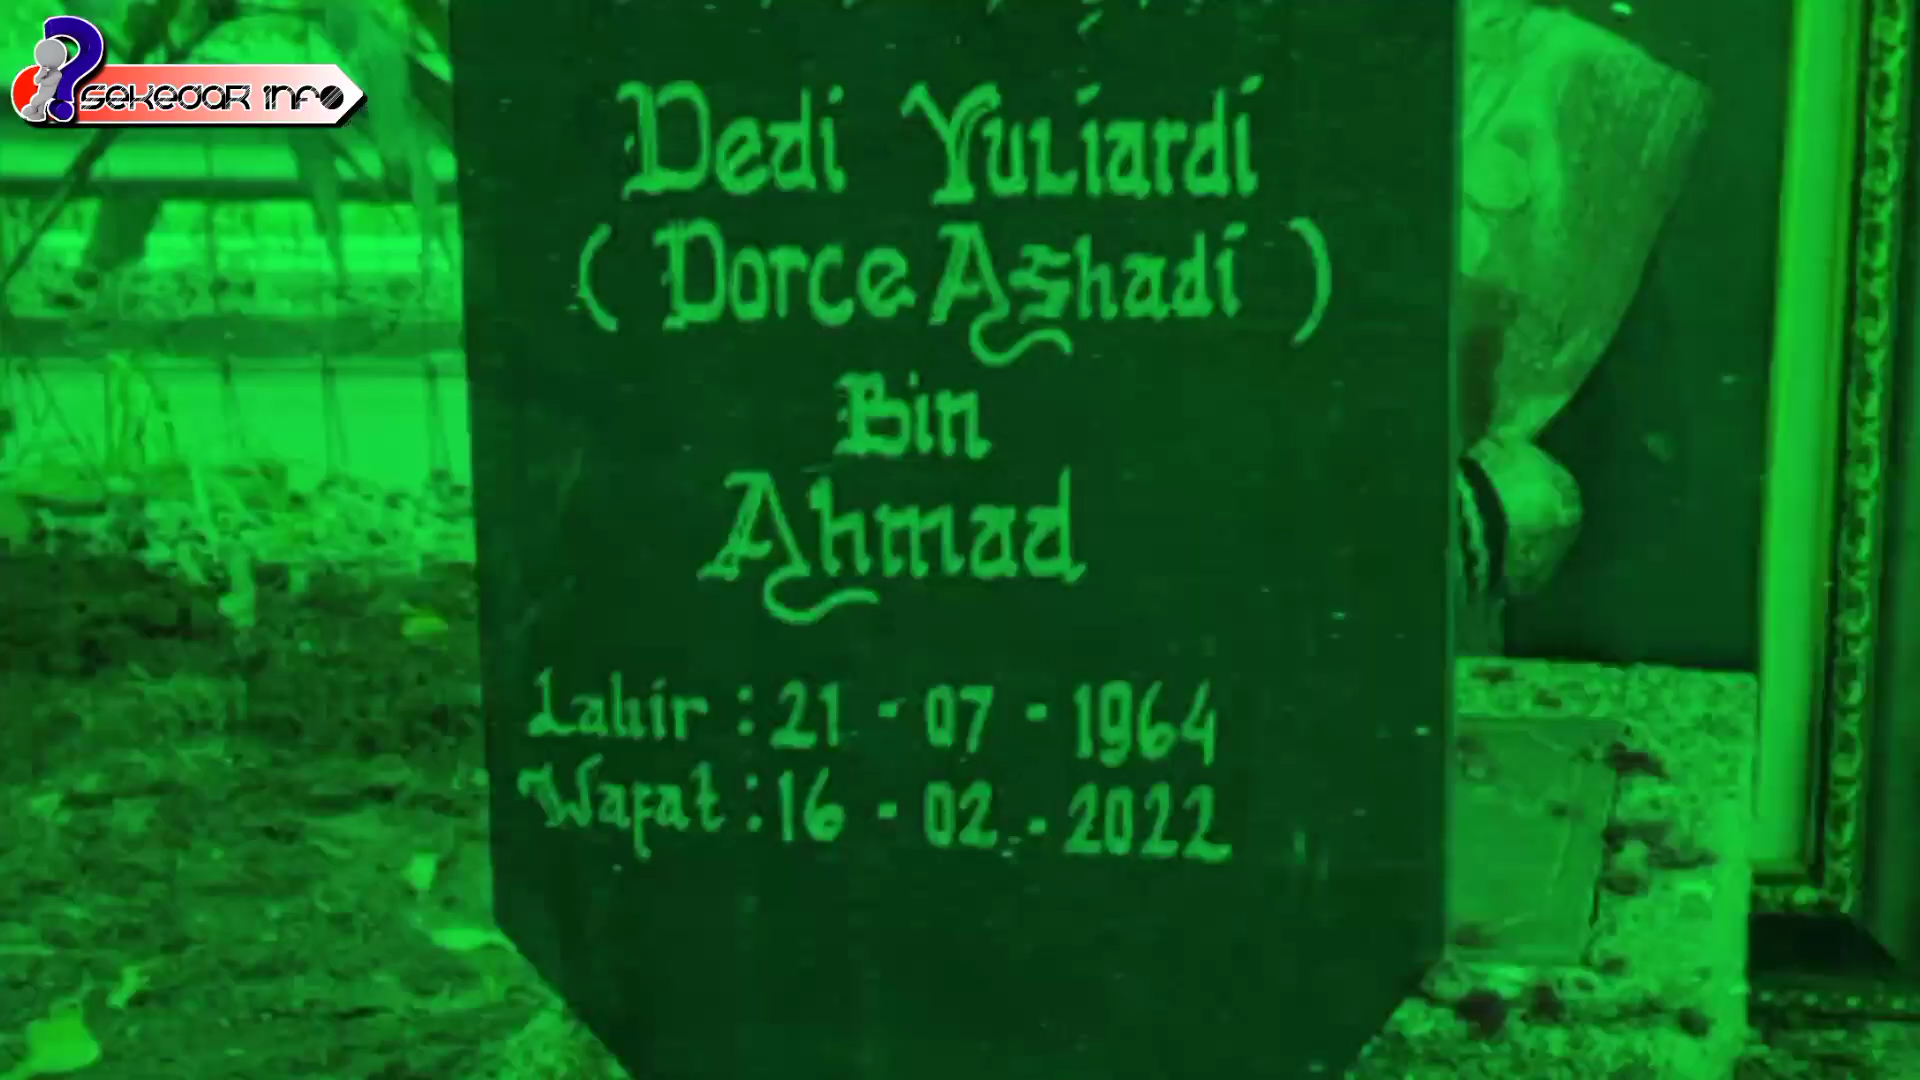 SEKEDAR INFO
Dedi Yuliardi
( Dorce Ashadi )
Bin
Ahmad
Lahir : 21 - 07 - 1964
Wafat : 16 - 02 - 2022